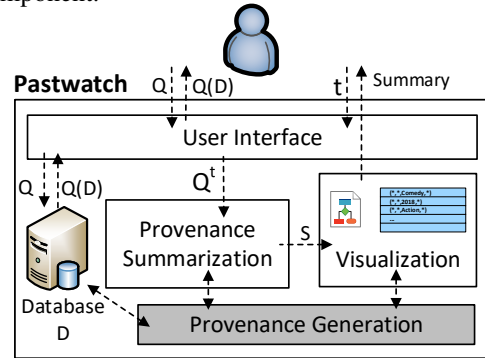 mponent.
Q Q(D) t Summary
Pastwatch
User Interface
Q Q(D) Q^t
(*,*,Comedy,*)
(*,*,2018,*)
(*,*,Action,*)
...
Provenance
Summarization
S
Visualization
Database
D
Provenance Generation